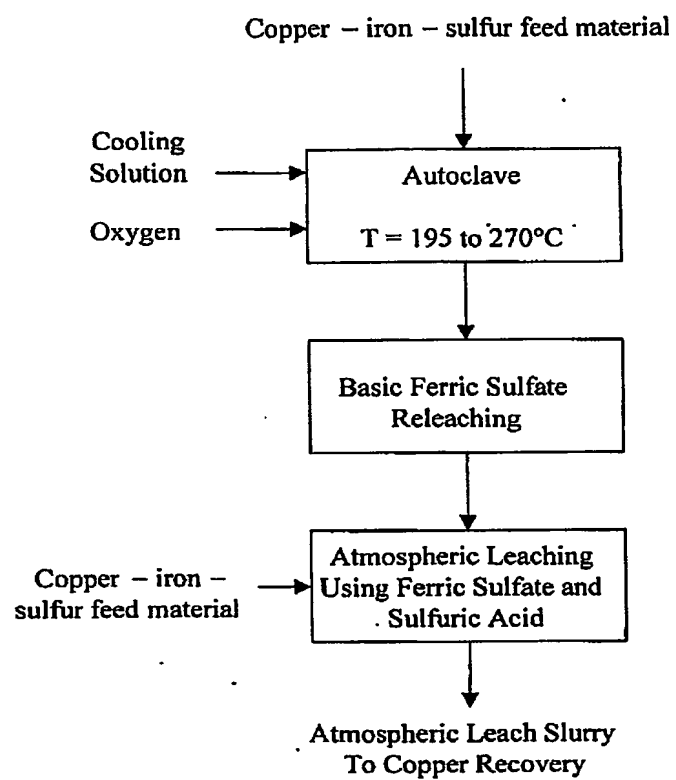 Copper – iron – sulfur feed material
Cooling
Solution
Oxygen
Autoclave
T = 195 to 270°C
Basic Ferric Sulfate
Releaching
Copper – iron –
sulfur feed material
Atmospheric Leaching
Using Ferric Sulfate and
Sulfuric Acid
Atmospheric Leach Slurry
To Copper Recovery